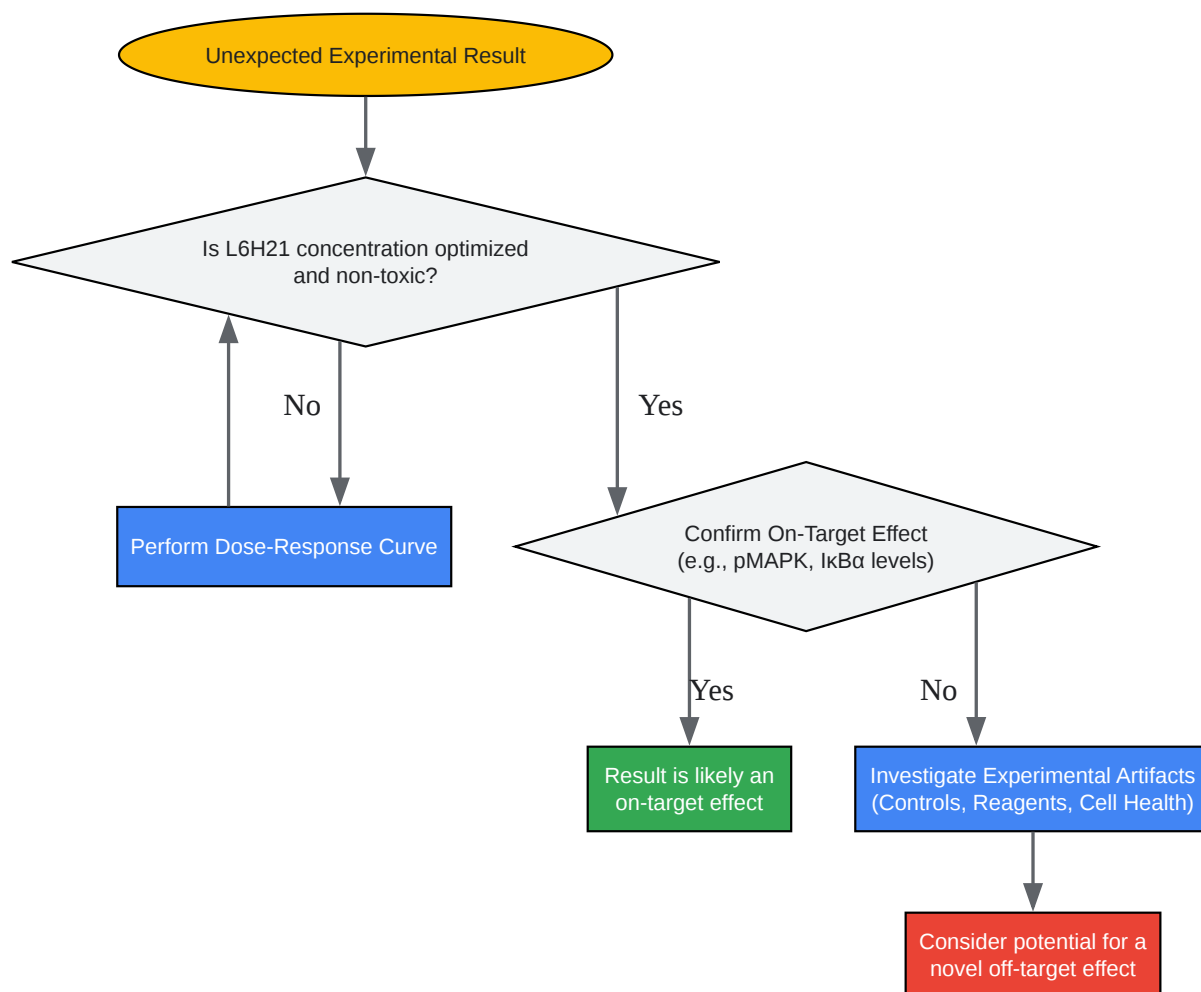 Unexpected Experimental Result
Is L6H21 concentration optimized
and non-toxic?
No
Yes
Perform Dose-Response Curve
Confirm On-Target Effect
(e.g., pMAPK, IκBα levels)
Yes
No
Result is likely an
on-target effect
Investigate Experimental Artifacts
(Controls, Reagents, Cell Health)
Consider potential for a
novel off-target effect